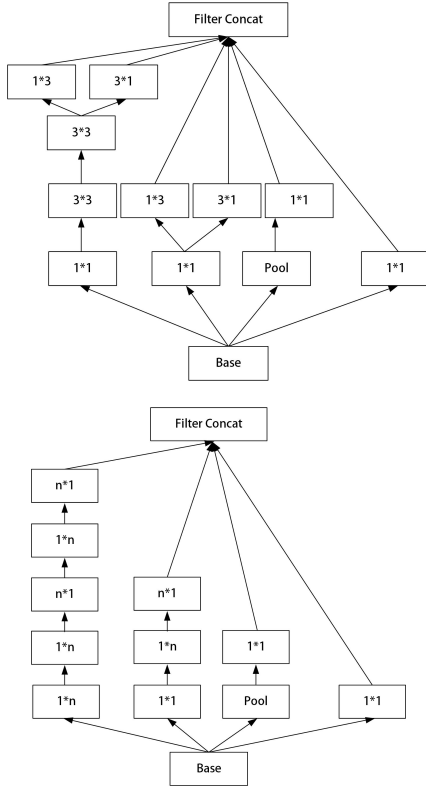 Filter Concat
1*3 3*1
3*3
3*3 1*3 3*1 1*1
1*1 1*1 Pool 1*1
Base
Filter Concat
n*1
1*n
n*1 n*1
1*n 1*n 1*1
1*n 1*1 Pool 1*1
Base